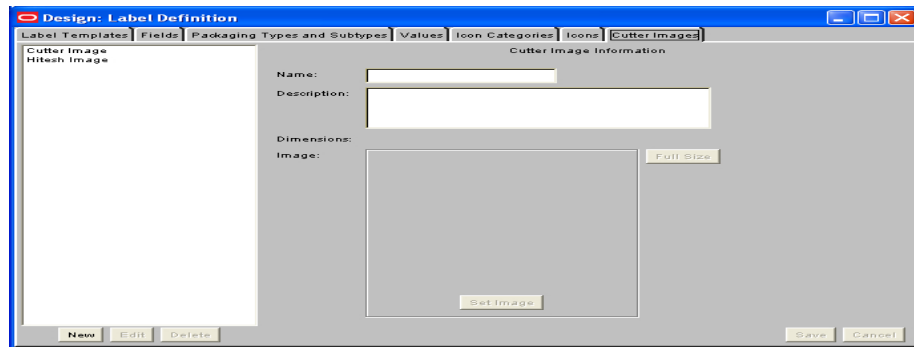 Design: Label Definition
Label Templates Fields Packaging Types and Subtypes Values Icon Categories Icons Cutter Images
Cutter Image
Hitesh Image
Cutter Image Information
Name:
Description:
Dimensions:
Image:
Full Size
Set Image
New Edit Delete
Save Cancel